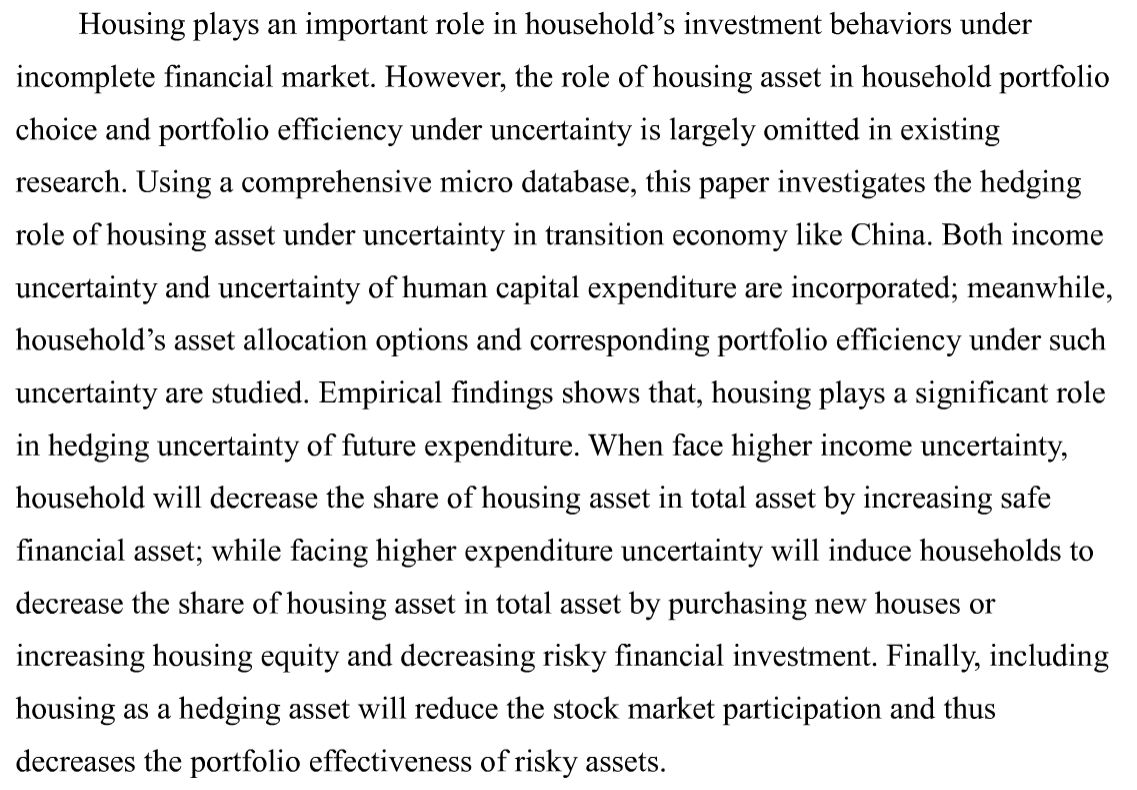 Housing plays an important role in household’s investment behaviors under
incomplete financial market. However, the role of housing asset in household portfolio
choice and portfolio efficiency under uncertainty is largely omitted in existing
research. Using a comprehensive micro database, this paper investigates the hedging
role of housing asset under uncertainty in transition economy like China. Both income
uncertainty and uncertainty of human capital expenditure are incorporated; meanwhile,
household’s asset allocation options and corresponding portfolio efficiency under such
uncertainty are studied. Empirical findings shows that, housing plays a significant role
in hedging uncertainty of future expenditure. When face higher income uncertainty,
household will decrease the share of housing asset in total asset by increasing safe
financial asset; while facing higher expenditure uncertainty will induce households to
decrease the share of housing asset in total asset by purchasing new houses or
increasing housing equity and decreasing risky financial investment. Finally, including
housing as a hedging asset will reduce the stock market participation and thus
decreases the portfolio effectiveness of risky assets.